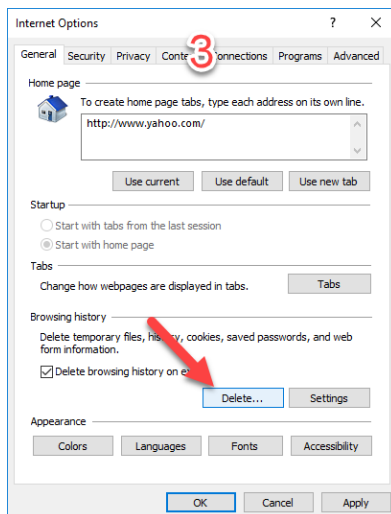 Internet Options
General Security Privacy Connections Programs Advanced
3
Home page
To create home page tabs, type each address on its own line.
http://www.yahoo.com/
Use current Use default Use new tab
Startup
Start with tabs from the last session
Start with home page
Tabs
Change how webpages are displayed in tabs. Tabs
Browsing history
Delete temporary files, history, cookies, saved passwords, and web
form information.
Delete browsing history on
Delete... Settings
Appearance
Colors Languages Fonts Accessibility
OK Cancel Apply